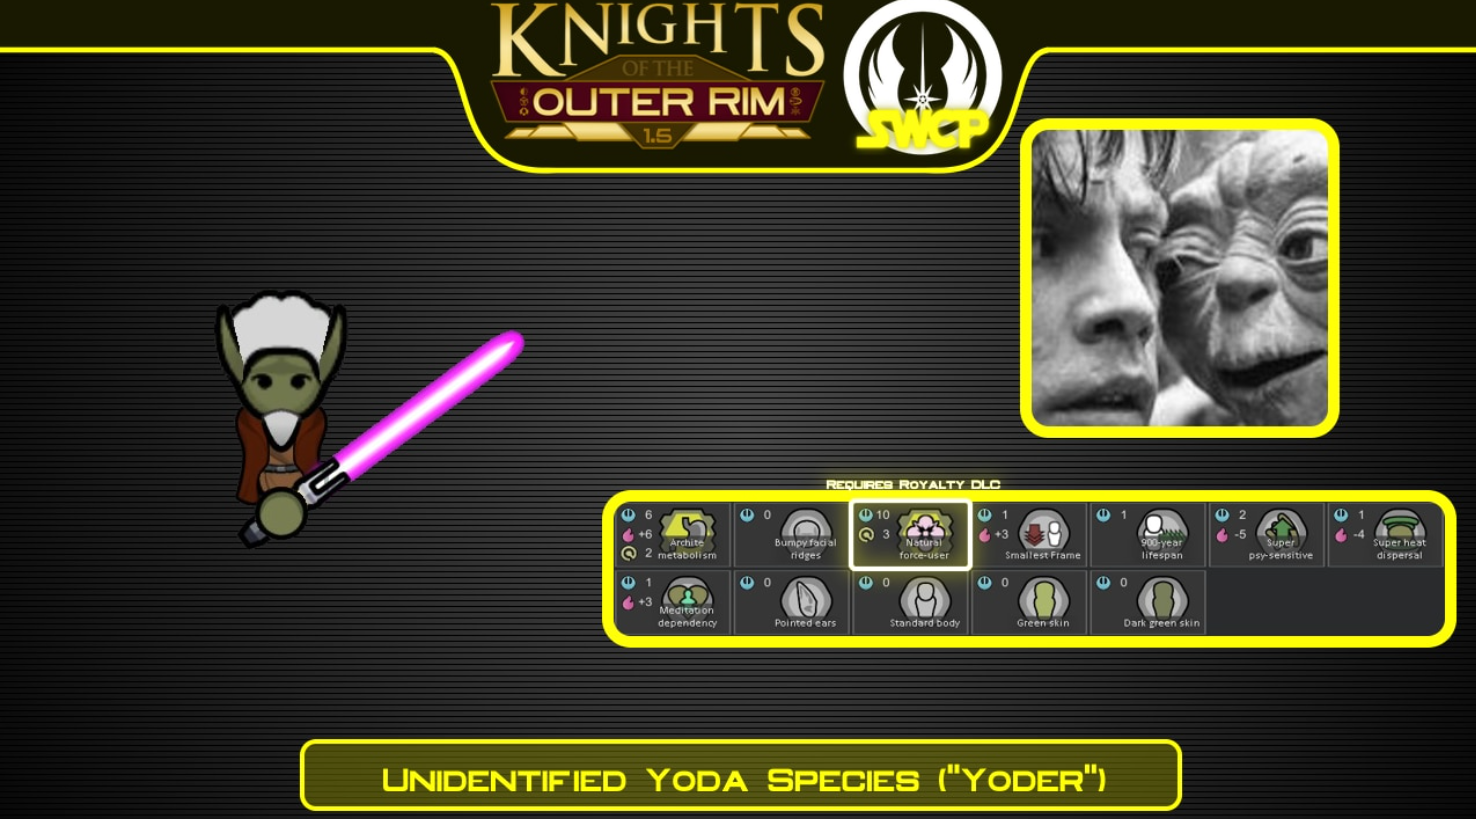 KNIGHTS
OF THE
OUTER RIM
1.5
SWCP
REQUIRES ROYALTY DLC
6
+6
2
Archite
metabolism
0
Bumpy facial
ridges
10
3
Natural
force-user
1
+3
Smallest Frame
1
900-year
lifespan
2
-5
Super
psy-sensitive
1
-4
Super heat
dispersal
1
+3
Meditation
dependency
0
Pointed ears
0
Standard body
0
Green skin
0
Dark green skin
UNIDENTIFIED YODA SPECIES ("YODER")